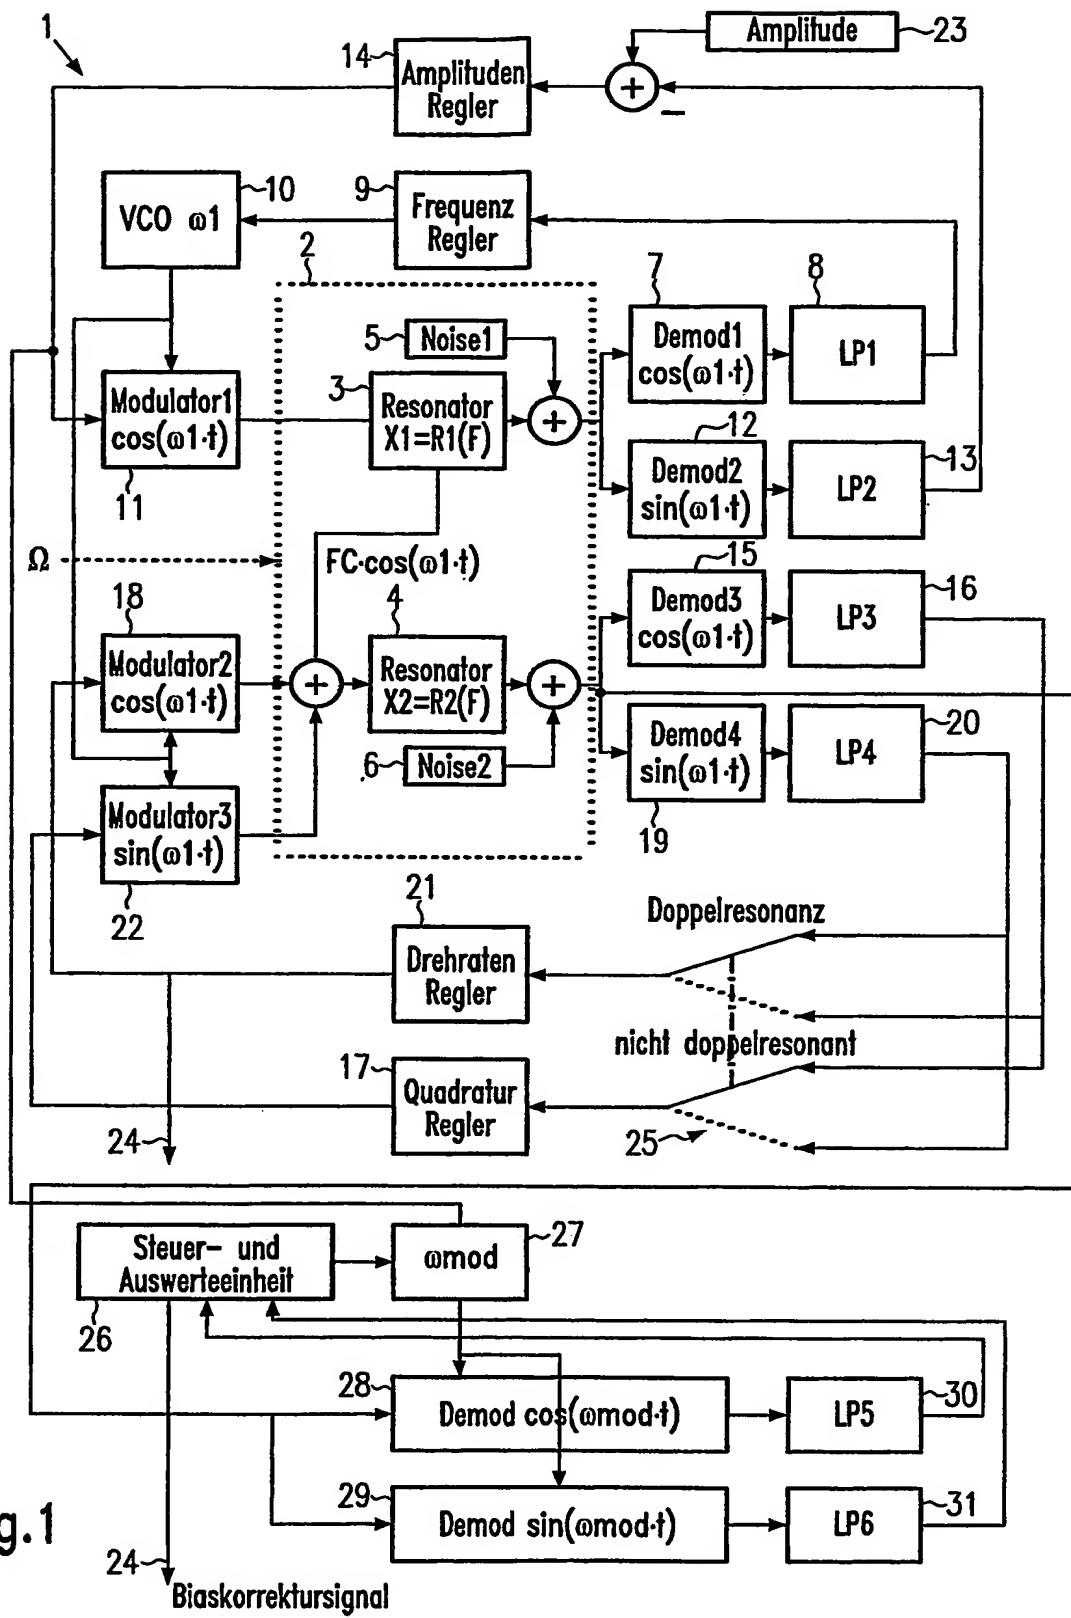 1
Amplitude
23
14
Amplituden
Regler
+
−
10
VCO ω1
9
Frequenz
Regler
2
7
Demod1
cos(ω1·t)
8
LP1
5
Noise1
3
Resonator
X1=R1(F)
+
Modulator1
cos(ω1·t)
11
12
Demod2
sin(ω1·t)
13
LP2
Ω
FC·cos(ω1·t)
15
Demod3
cos(ω1·t)
16
LP3
18
Modulator2
cos(ω1·t)
+
4
Resonator
X2=R2(F)
+
6
Noise2
Demod4
sin(ω1·t)
19
20
LP4
Modulator3
sin(ω1·t)
22
21
Drehraten
Regler
Doppelresonanz
nicht doppelresonant
17
Quadratur
Regler
25
24
Steuer- und
Auswerteeinheit
26
ωmod
27
28
Demod cos(ωmod·t)
30
LP5
29
Demod sin(ωmod·t)
31
LP6
g.1
24
Biaskorrektursignal